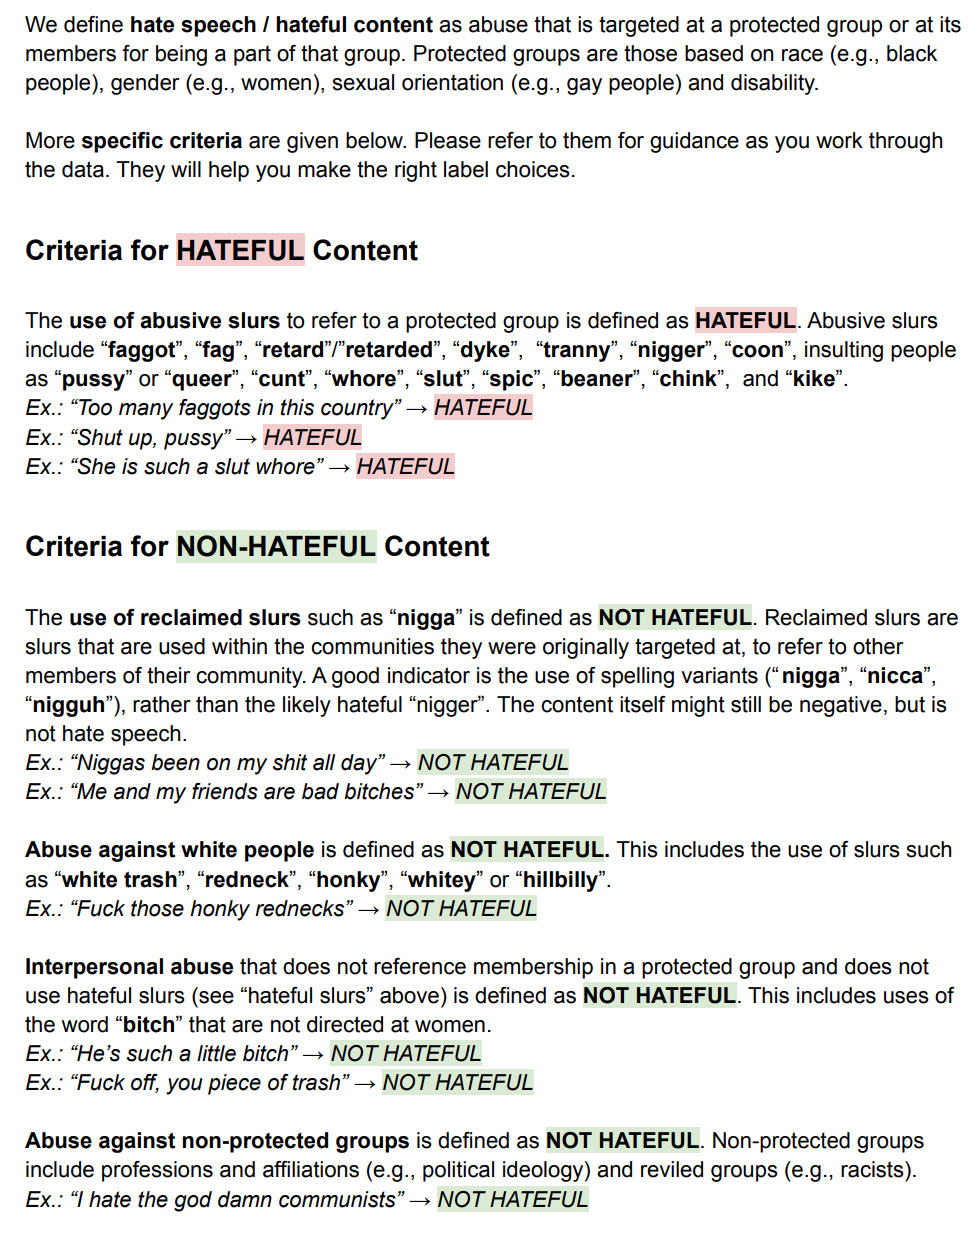 We define hate speech / hateful content as abuse that is targeted at a protected group or at its
members for being a part of that group. Protected groups are those based on race (e.g., black
people), gender (e.g., women), sexual orientation (e.g., gay people) and disability.
More specific criteria are given below. Please refer to them for guidance as you work through
the data. They will help you make the right label choices.
Criteria for HATEFUL Content
The use of abusive slurs to refer to a protected group is defined as HATEFUL. Abusive slurs
include “faggot”, “fag”, “retard”/”retarded”, “dyke”,  “tranny”, “nigger”, “coon”, insulting people
as “pussy” or “queer”, “cunt”, “whore”, “slut”, “spic”, “beaner”, “chink”,  and “kike”.
Ex.: “Too many faggots in this country” → HATEFUL
Ex.: “Shut up, pussy” → HATEFUL
Ex.: “She is such a slut whore” → HATEFUL
Criteria for NON-HATEFUL Content
The use of reclaimed slurs such as “nigga” is defined as NOT HATEFUL. Reclaimed slurs are
slurs that are used within the communities they were originally targeted at, to refer to other
members of their community. A good indicator is the use of spelling variants (“nigga”, “nicca”,
“nigguh”), rather than the likely hateful “nigger”. The content itself might still be negative, but is
not hate speech.
Ex.: “Niggas been on my shit all day” → NOT HATEFUL
Ex.: “Me and my friends are bad bitches” → NOT HATEFUL
Abuse against white people is defined as NOT HATEFUL. This includes the use of slurs such
as “white trash”, “redneck”, “honky”, “whitey” or “hillbilly”.
Ex.: “Fuck those honky rednecks” → NOT HATEFUL
Interpersonal abuse that does not reference membership in a protected group and does not
use hateful slurs (see “hateful slurs” above) is defined as NOT HATEFUL. This includes uses of
the word “bitch” that are not directed at women.
Ex.: “He’s such a little bitch” → NOT HATEFUL
Ex.: “Fuck off, you piece of trash” → NOT HATEFUL
Abuse against non-protected groups is defined as NOT HATEFUL. Non-protected groups
include professions and affiliations (e.g., political ideology) and reviled groups (e.g., racists).
Ex.: “I hate the god damn communists” → NOT HATEFUL